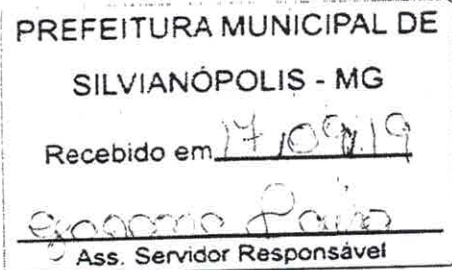 PREFEITURA MUNICIPAL DE
SILVIANÓPOLIS - MG
Recebido em 17/09/19
Ass. Servidor Responsável